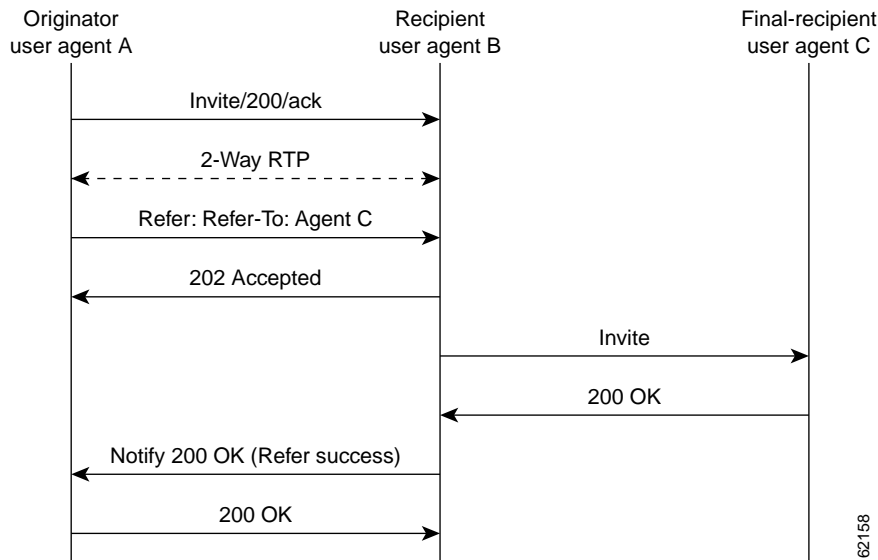 Originator
user agent A
Recipient
user agent B
Final-recipient
user agent C
Invite/200/ack
2-Way RTP
Refer: Refer-To: Agent C
202 Accepted
Invite
200 OK
Notify 200 OK (Refer success)
200 OK
62158